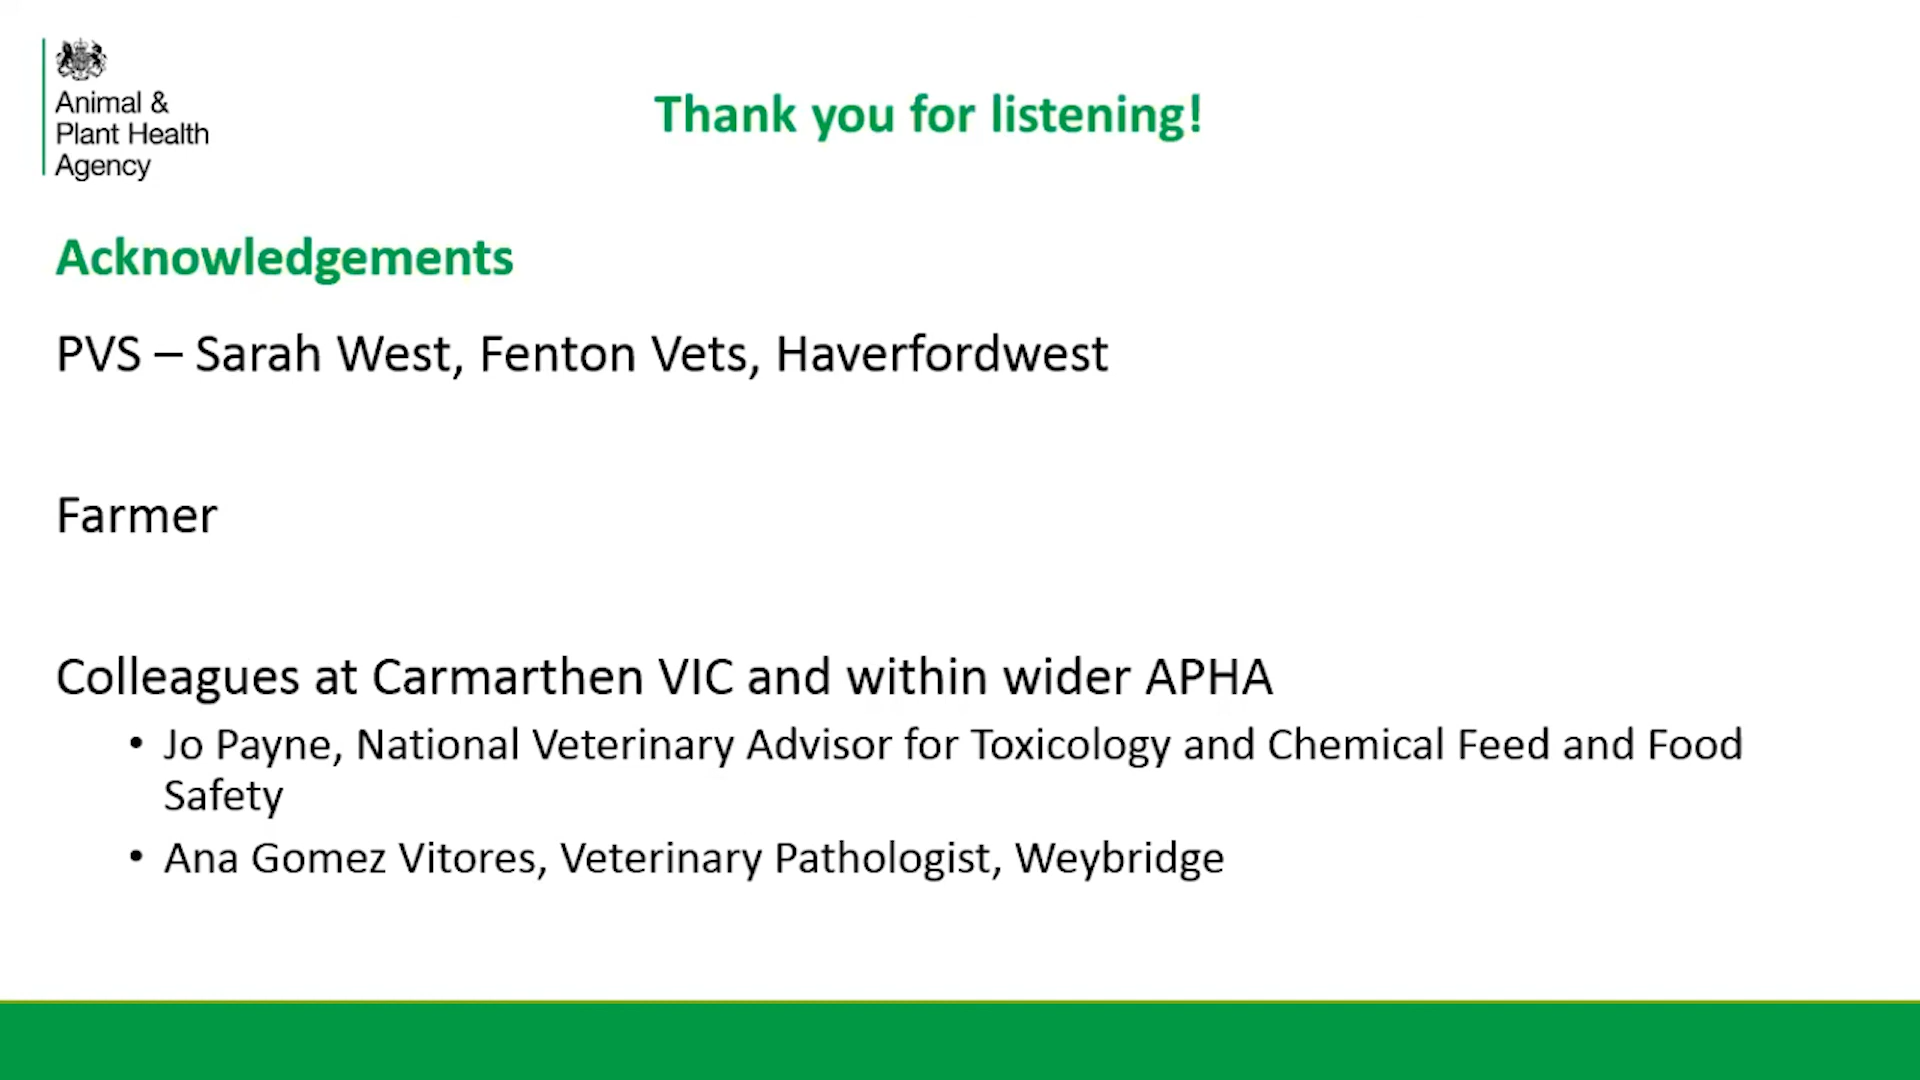 Animal &
Plant Health
Agency
Thank you for listening!
Acknowledgements
PVS – Sarah West, Fenton Vets, Haverfordwest
Farmer
Colleagues at Carmarthen VIC and within wider APHA
• Jo Payne, National Veterinary Advisor for Toxicology and Chemical Feed and Food
Safety
• Ana Gomez Vitores, Veterinary Pathologist, Weybridge